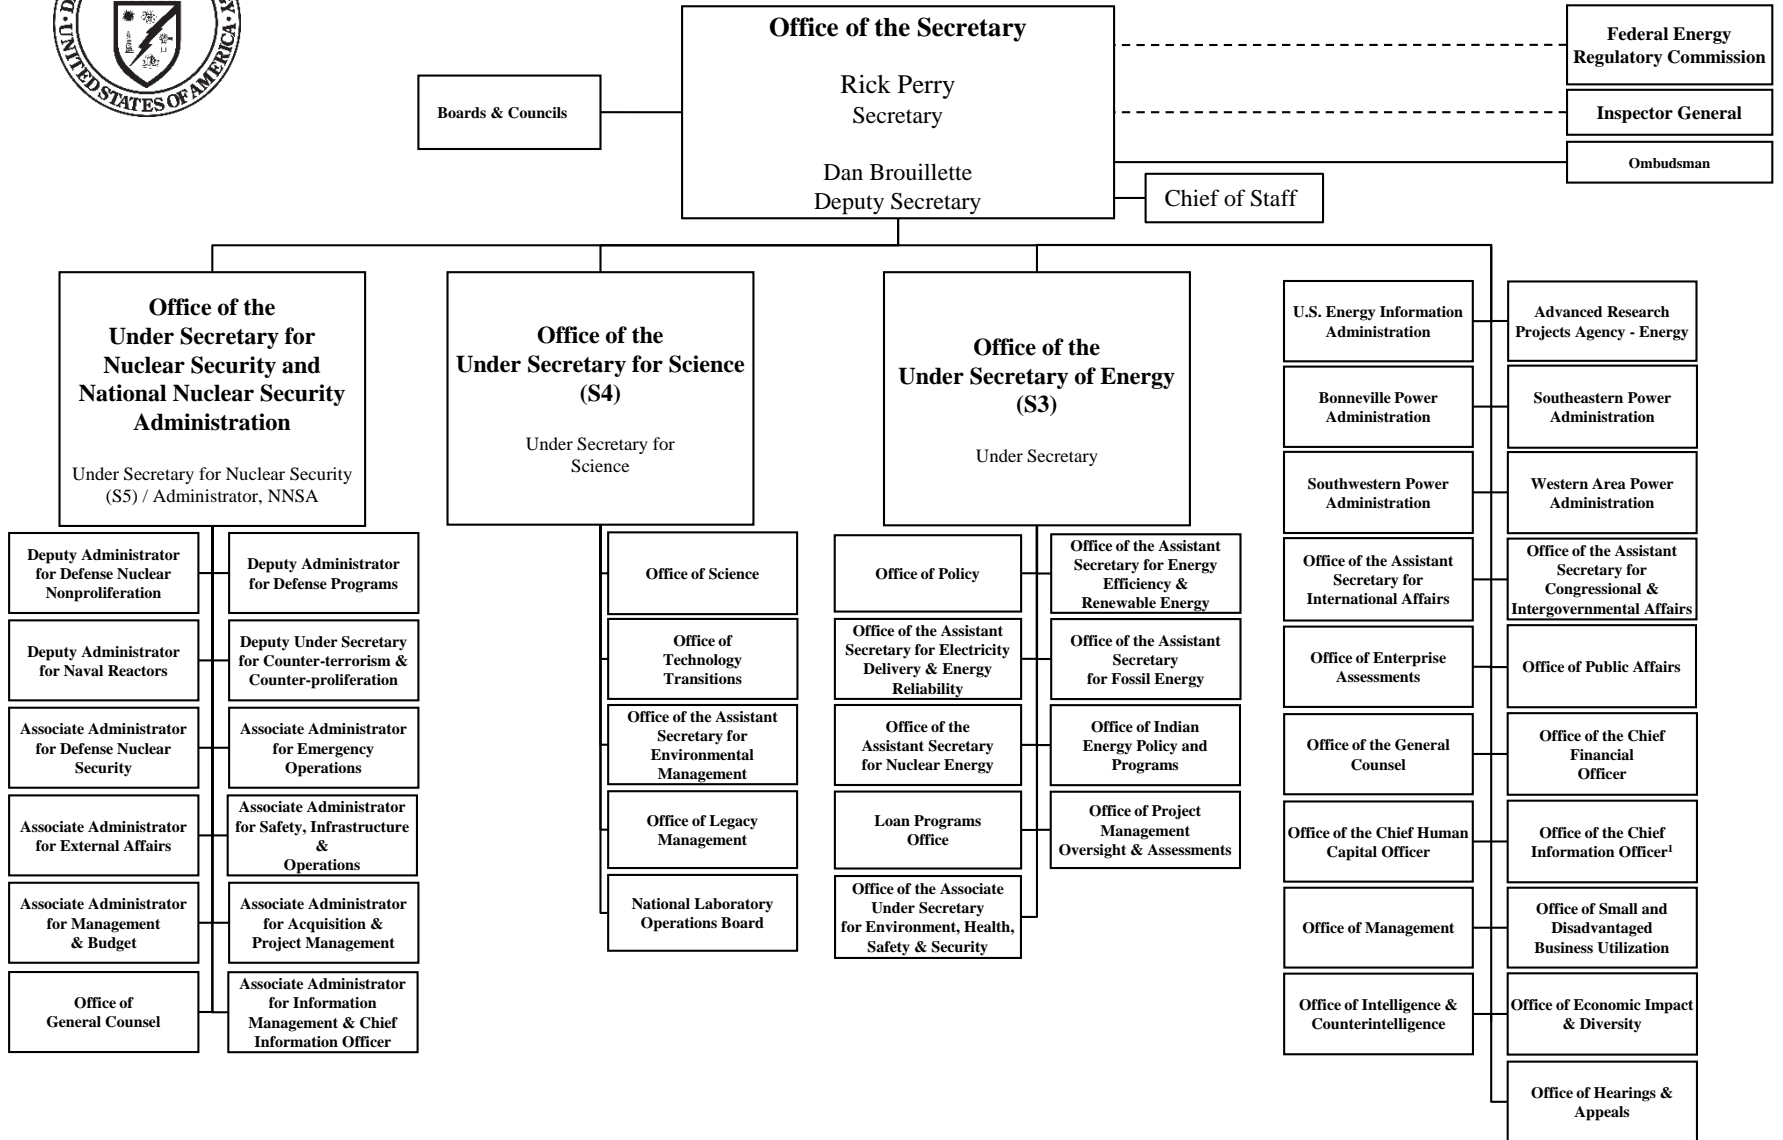 UNITED STATES OF AMERICA
Office of the Secretary
Rick Perry
Secretary
Dan Brouillette
Deputy Secretary
Boards & Councils
Federal Energy
Regulatory Commission
Inspector General
Ombudsman
Chief of Staff
Office of the
Under Secretary for
Nuclear Security and
National Nuclear Security
Administration
Under Secretary for Nuclear Security
(S5) / Administrator, NNSA
Deputy Administrator
for Defense Nuclear
Nonproliferation
Deputy Administrator
for Defense Programs
Deputy Administrator
for Naval Reactors
Deputy Under Secretary
for Counter-terrorism &
Counter-proliferation
Associate Administrator
for Defense Nuclear
Security
Associate Administrator
for Emergency
Operations
Associate Administrator
for External Affairs
Associate Administrator
for Safety, Infrastructure
&
Operations
Associate Administrator
for Management
& Budget
Associate Administrator
for Acquisition &
Project Management
Office of
General Counsel
Associate Administrator
for Information
Management & Chief
Information Officer
Office of the
Under Secretary for Science
(S4)
Under Secretary for
Science
Office of Science
Office of
Technology
Transitions
Office of the Assistant
Secretary for
Environmental
Management
Office of Legacy
Management
National Laboratory
Operations Board
Office of the
Under Secretary of Energy
(S3)
Under Secretary
Office of Policy
Office of the Assistant
Secretary for Energy
Efficiency &
Renewable Energy
Office of the Assistant
Secretary for Electricity
Delivery & Energy
Reliability
Office of the Assistant
Secretary
for Fossil Energy
Office of the
Assistant Secretary
for Nuclear Energy
Office of Indian
Energy Policy and
Programs
Loan Programs
Office
Office of Project
Management
Oversight & Assessments
Office of the Associate
Under Secretary
for Environment, Health,
Safety & Security
U.S. Energy Information
Administration
Advanced Research
Projects Agency - Energy
Bonneville Power
Administration
Southeastern Power
Administration
Southwestern Power
Administration
Western Area Power
Administration
Office of the Assistant
Secretary for
International Affairs
Office of the Assistant
Secretary for
Congressional &
Intergovernmental Affairs
Office of Enterprise
Assessments
Office of Public Affairs
Office of the General
Counsel
Office of the Chief
Financial
Officer
Office of the Chief Human
Capital Officer
Office of the Chief
Information Officer¹
Office of Management
Office of Small and
Disadvantaged
Business Utilization
Office of Intelligence &
Counterintelligence
Office of Economic Impact
& Diversity
Office of Hearings &
Appeals